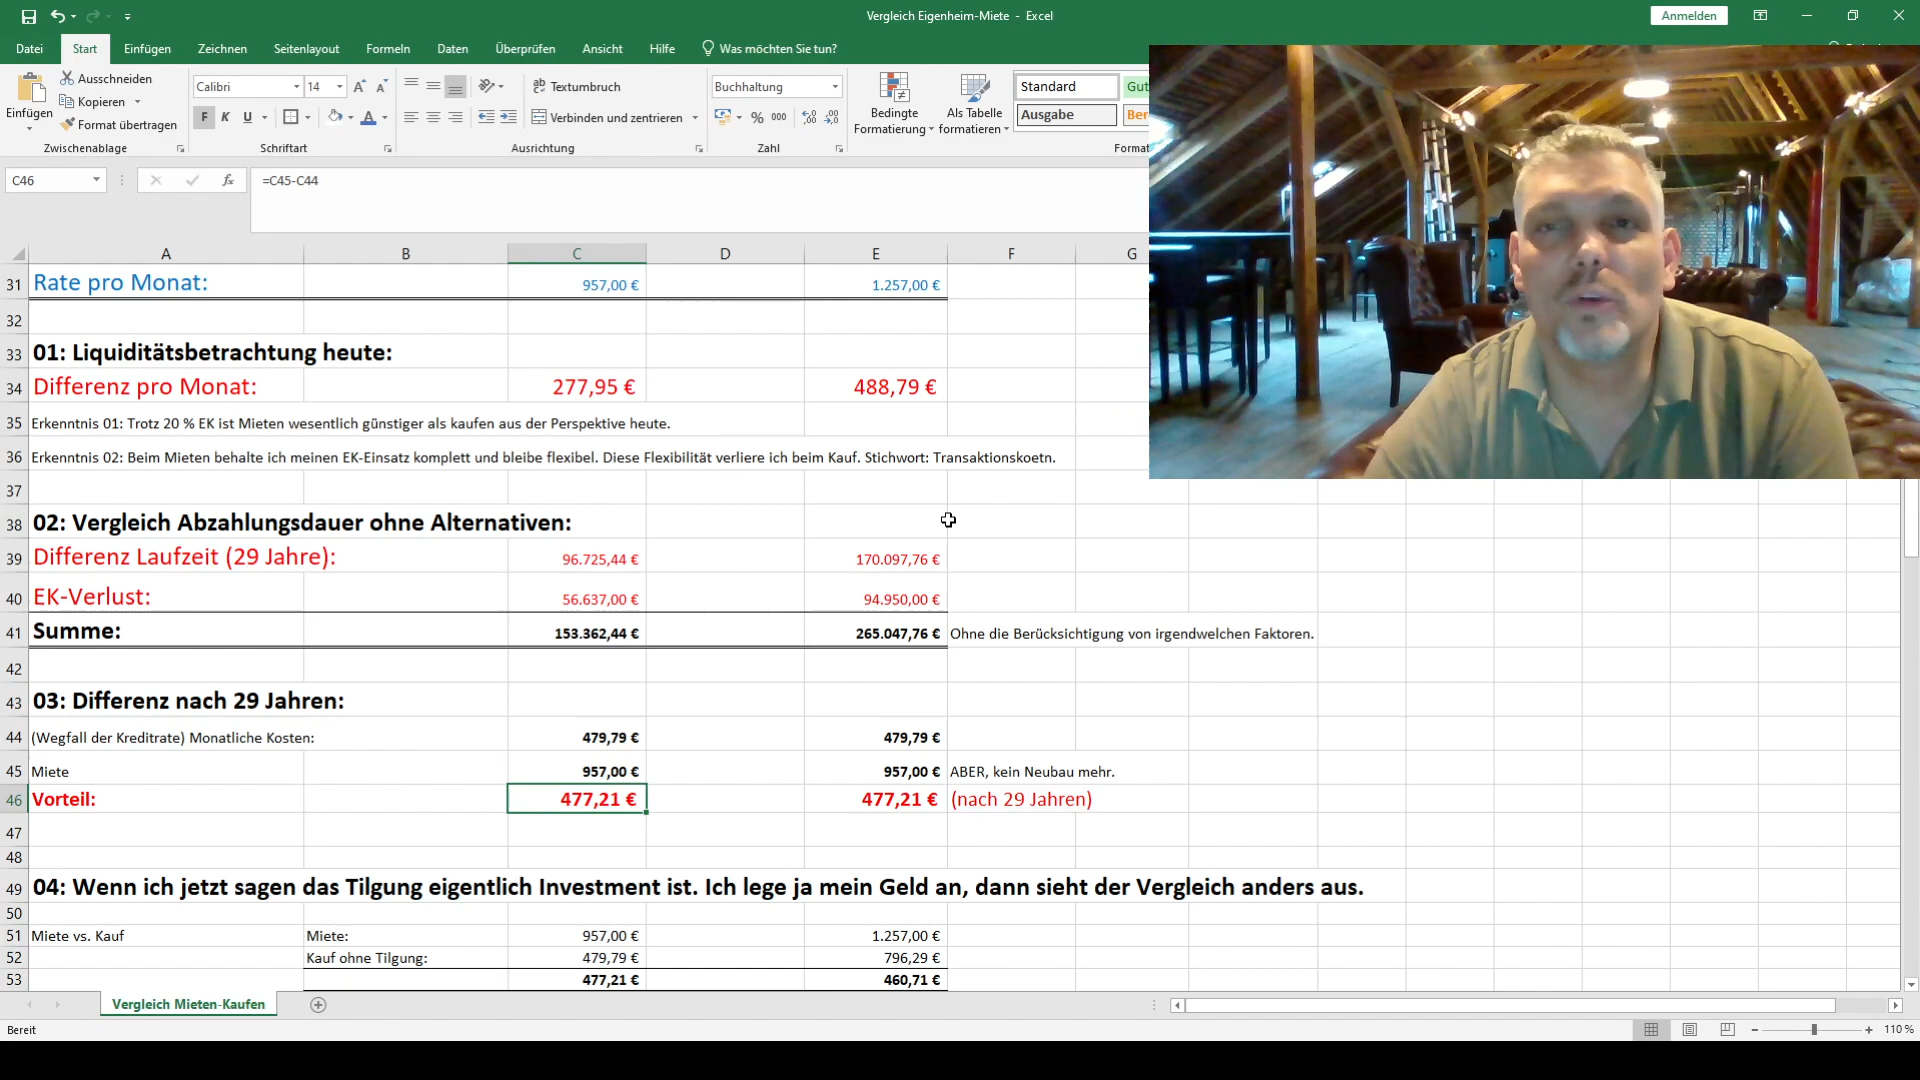 Vergleich Eigenheim-Miete - Excel
Anmelden
Datei Start Einfügen Zeichnen Seitenlayout Formeln Daten Überprüfen Ansicht Hilfe Was möchten Sie tun?
Einfügen
Ausschneiden
Kopieren
Format übertragen
Zwischenablage
Calibri 14
F K U
Schriftart
Textumbruch
Verbinden und zentrieren
Ausrichtung
Buchhaltung
% 000
Zahl
Bedingte Formatierung
Als Tabelle formatieren
Standard Gut
Ausgabe Ber
Format
C46 fx =C45-C44
A B C D E F G
31 Rate pro Monat: 957,00 € 1.257,00 €
32
33 01: Liquiditätsbetrachtung heute:
34 Differenz pro Monat: 277,95 € 488,79 €
35 Erkenntnis 01: Trotz 20 % EK ist Mieten wesentlich günstiger als kaufen aus der Perspektive heute.
36 Erkenntnis 02: Beim Mieten behalte ich meinen EK-Einsatz komplett und bleibe flexibel. Diese Flexibilität verliere ich beim Kauf. Stichwort: Transaktionskoetn.
37
38 02: Vergleich Abzahlungsdauer ohne Alternativen:
39 Differenz Laufzeit (29 Jahre): 96.725,44 € 170.097,76 €
40 EK-Verlust: 56.637,00 € 94.950,00 €
41 Summe: 153.362,44 € 265.047,76 € Ohne die Berücksichtigung von irgendwelchen Faktoren.
42
43 03: Differenz nach 29 Jahren:
44 (Wegfall der Kreditrate) Monatliche Kosten: 479,79 € 479,79 €
45 Miete 957,00 € 957,00 € ABER, kein Neubau mehr.
46 Vorteil: 477,21 € 477,21 € (nach 29 Jahren)
47
48
49 04: Wenn ich jetzt sagen das Tilgung eigentlich Investment ist. Ich lege ja mein Geld an, dann sieht der Vergleich anders aus.
50
51 Miete vs. Kauf Miete: 957,00 € 1.257,00 €
52 Kauf ohne Tilgung: 479,79 € 796,29 €
53 477,21 € 460,71 €
Vergleich Mieten-Kaufen
Bereit
110 %